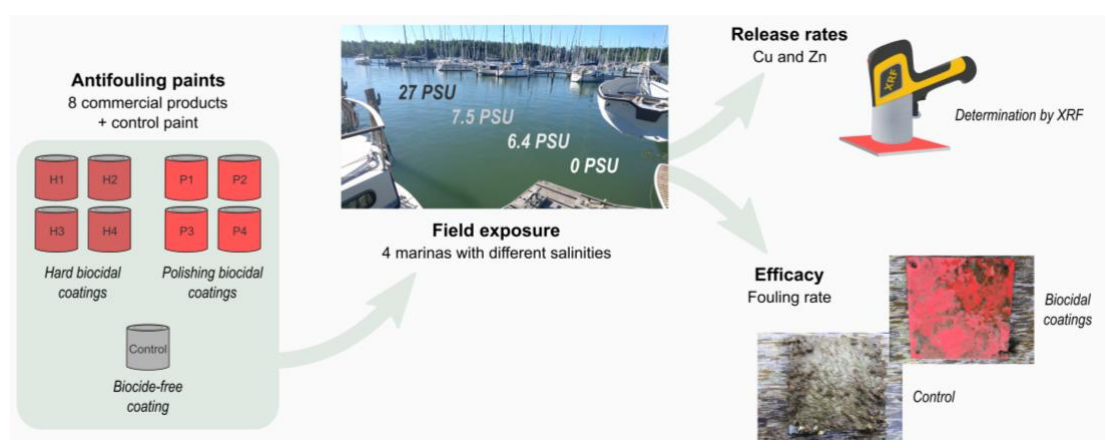 Antifouling paints
8 commercial products
+ control paint
H1
H2
P1
P2
H3
H4
P3
P4
Hard biocidal
coatings
Polishing biocidal
coatings
Control
Biocide-free
coating
27 PSU
7.5 PSU
6.4 PSU
0 PSU
Field exposure
4 marinas with different salinities
Release rates
Cu and Zn
XRF
Determination by XRF
Efficacy
Fouling rate
Biocidal
coatings
Control